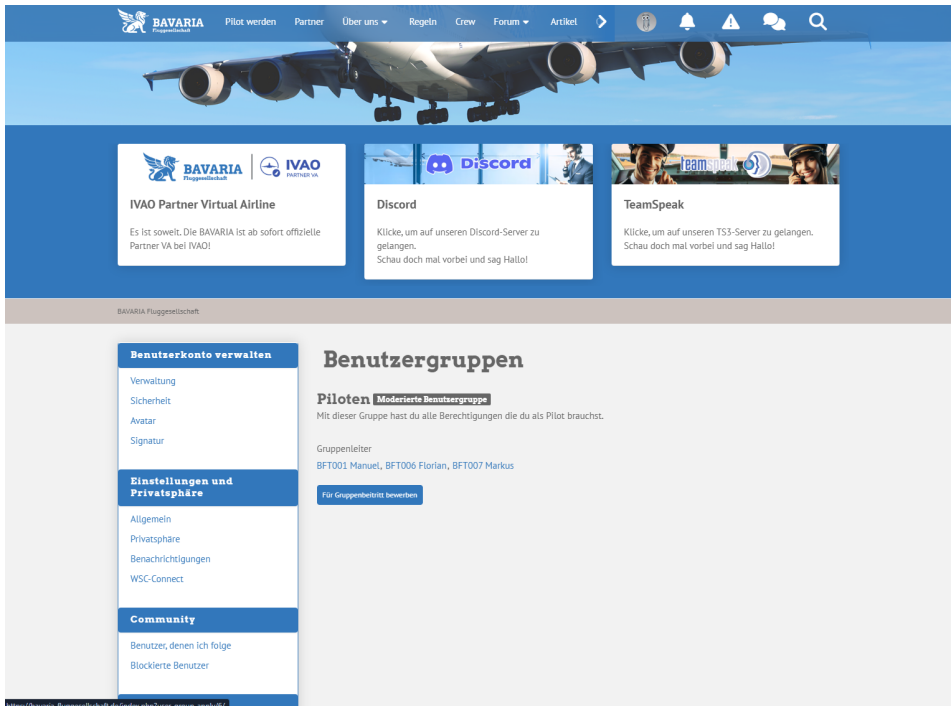 BAVARIA
Fluggesellschaft
Pilot werden
Partner
Über uns
Regeln
Crew
Forum
Artikel
BAVARIA
Fluggesellschaft
IVAO
PARTNER VA
Discord
teamspeak
IVAO Partner Virtual Airline
Es ist soweit. Die BAVARIA ist ab sofort offizielle
Partner VA bei IVAO!
Discord
Klicke, um auf unseren Discord-Server zu
gelangen.
Schau doch mal vorbei und sag Hallo!
TeamSpeak
Klicke, um auf unseren TS3-Server zu gelangen.
Schau doch mal vorbei und sag Hallo!
BAVARIA Fluggesellschaft
Benutzerkonto verwalten
Verwaltung
Sicherheit
Avatar
Signatur
Einstellungen und
Privatsphäre
Allgemein
Privatsphäre
Benachrichtigungen
WSC-Connect
Community
Benutzer, denen ich folge
Blockierte Benutzer
Benutzergruppen
Piloten Moderierte Benutzergruppe
Mit dieser Gruppe hast du alle Berechtigungen die du als Pilot brauchst.
Gruppenleiter
BFT001 Manuel, BFT006 Florian, BFT007 Markus
Für Gruppenbeitritt bewerben